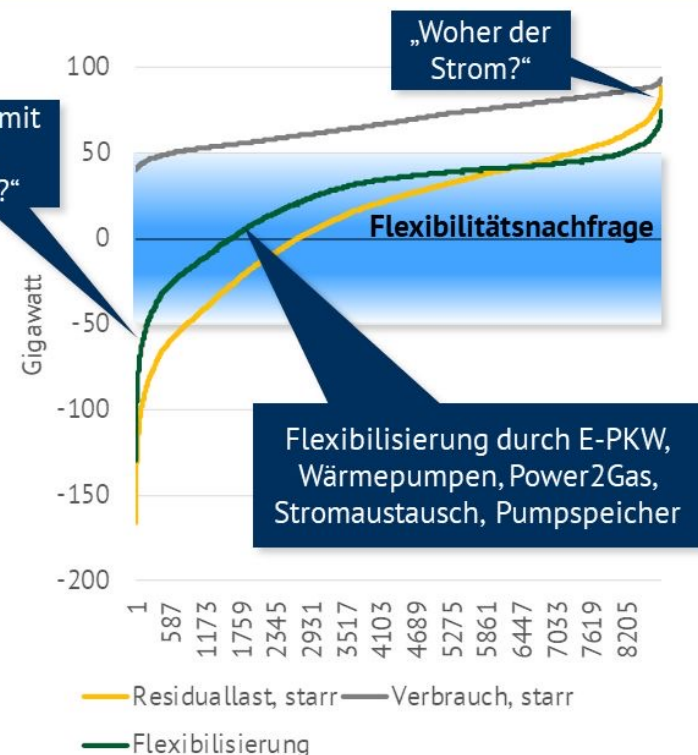 „Woher der
Strom?“
mit
?“
100
50
0
-50
-100
-150
-200
Gigawatt
Flexibilitätsnachfrage
Flexibilisierung durch E-PKW,
Wärmepumpen, Power2Gas,
Stromaustausch, Pumpspeicher
1
587
1173
1759
2345
2931
3517
4103
4689
5275
5861
6447
7033
7619
8205
Residuallast, starr
Verbrauch, starr
Flexibilisierung